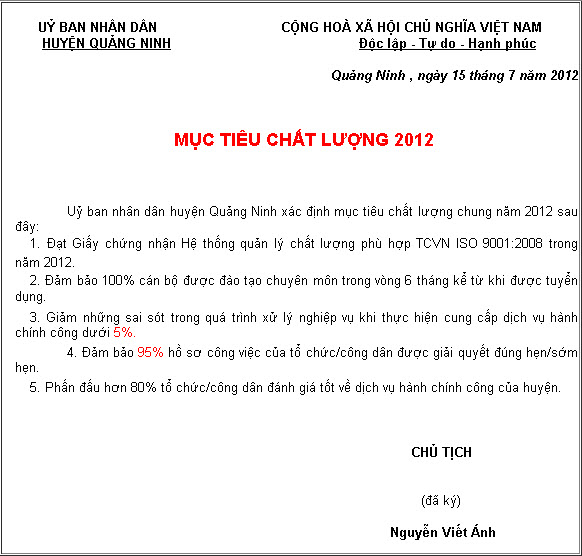 UỶ BAN NHÂN DÂN CỘNG HOÀ XÃ HỘI CHỦ NGHĨA VIỆT NAM
HUYỆN QUẢNG NINH Độc lập - Tự do - Hạnh phúc
Quảng Ninh , ngày 15 tháng 7 năm 2012
MỤC TIÊU CHẤT LƯỢNG 2012
Uỷ ban nhân dân huyện Quảng Ninh xác định mục tiêu chất lượng chung năm 2012 sau
đây:
1. Đạt Giấy chứng nhận Hệ thống quản lý chất lượng phù hợp TCVN ISO 9001:2008 trong
năm 2012.
2. Đảm bảo 100% cán bộ được đào tạo chuyên môn trong vòng 6 tháng kể từ khi được tuyển
dụng.
3. Giảm những sai sót trong quá trình xử lý nghiệp vụ khi thực hiện cung cấp dịch vụ hành
chính công dưới 5%.
4. Đảm bảo 95% hồ sơ công việc của tổ chức/công dân được giải quyết đúng hẹn/sớm
hẹn.
5. Phấn đấu hơn 80% tổ chức/công dân đánh giá tốt về dịch vụ hành chính công của huyện.
CHỦ TỊCH
(đã ký)
Nguyễn Viết Ánh